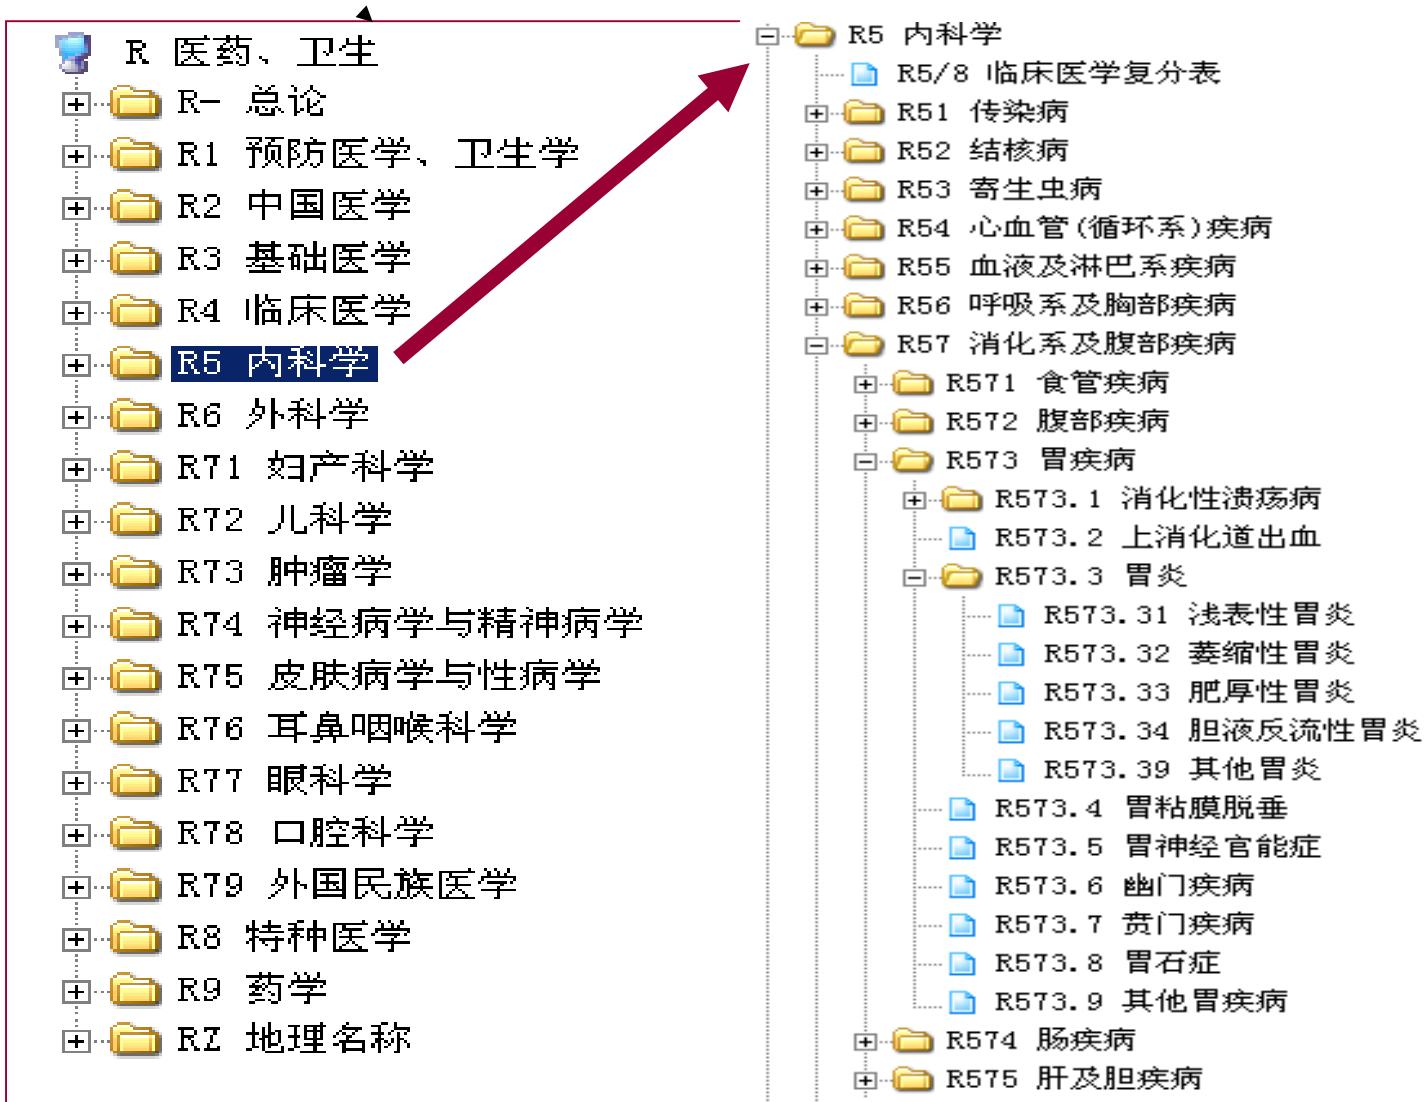 R 医药、卫生
R- 总论
R1 预防医学、卫生学
R2 中国医学
R3 基础医学
R4 临床医学
R5 内科学
R6 外科学
R71 妇产科学
R72 儿科学
R73 肿瘤学
R74 神经病学与精神病学
R75 皮肤病学与性病学
R76 耳鼻咽喉科学
R77 眼科学
R78 口腔科学
R79 外国民族医学
R8 特种医学
R9 药学
RZ 地理名称
R5 内科学
R5/8 临床医学复分表
R51 传染病
R52 结核病
R53 寄生虫病
R54 心血管(循环系)疾病
R55 血液及淋巴系疾病
R56 呼吸系及胸部疾病
R57 消化系及腹部疾病
R571 食管疾病
R572 腹部疾病
R573 胃疾病
R573.1 消化性溃疡病
R573.2 上消化道出血
R573.3 胃炎
R573.31 浅表性胃炎
R573.32 萎缩性胃炎
R573.33 肥厚性胃炎
R573.34 胆液反流性胃炎
R573.39 其他胃炎
R573.4 胃粘膜脱垂
R573.5 胃神经官能症
R573.6 幽门疾病
R573.7 贲门疾病
R573.8 胃石症
R573.9 其他胃疾病
R574 肠疾病
R575 肝及胆疾病